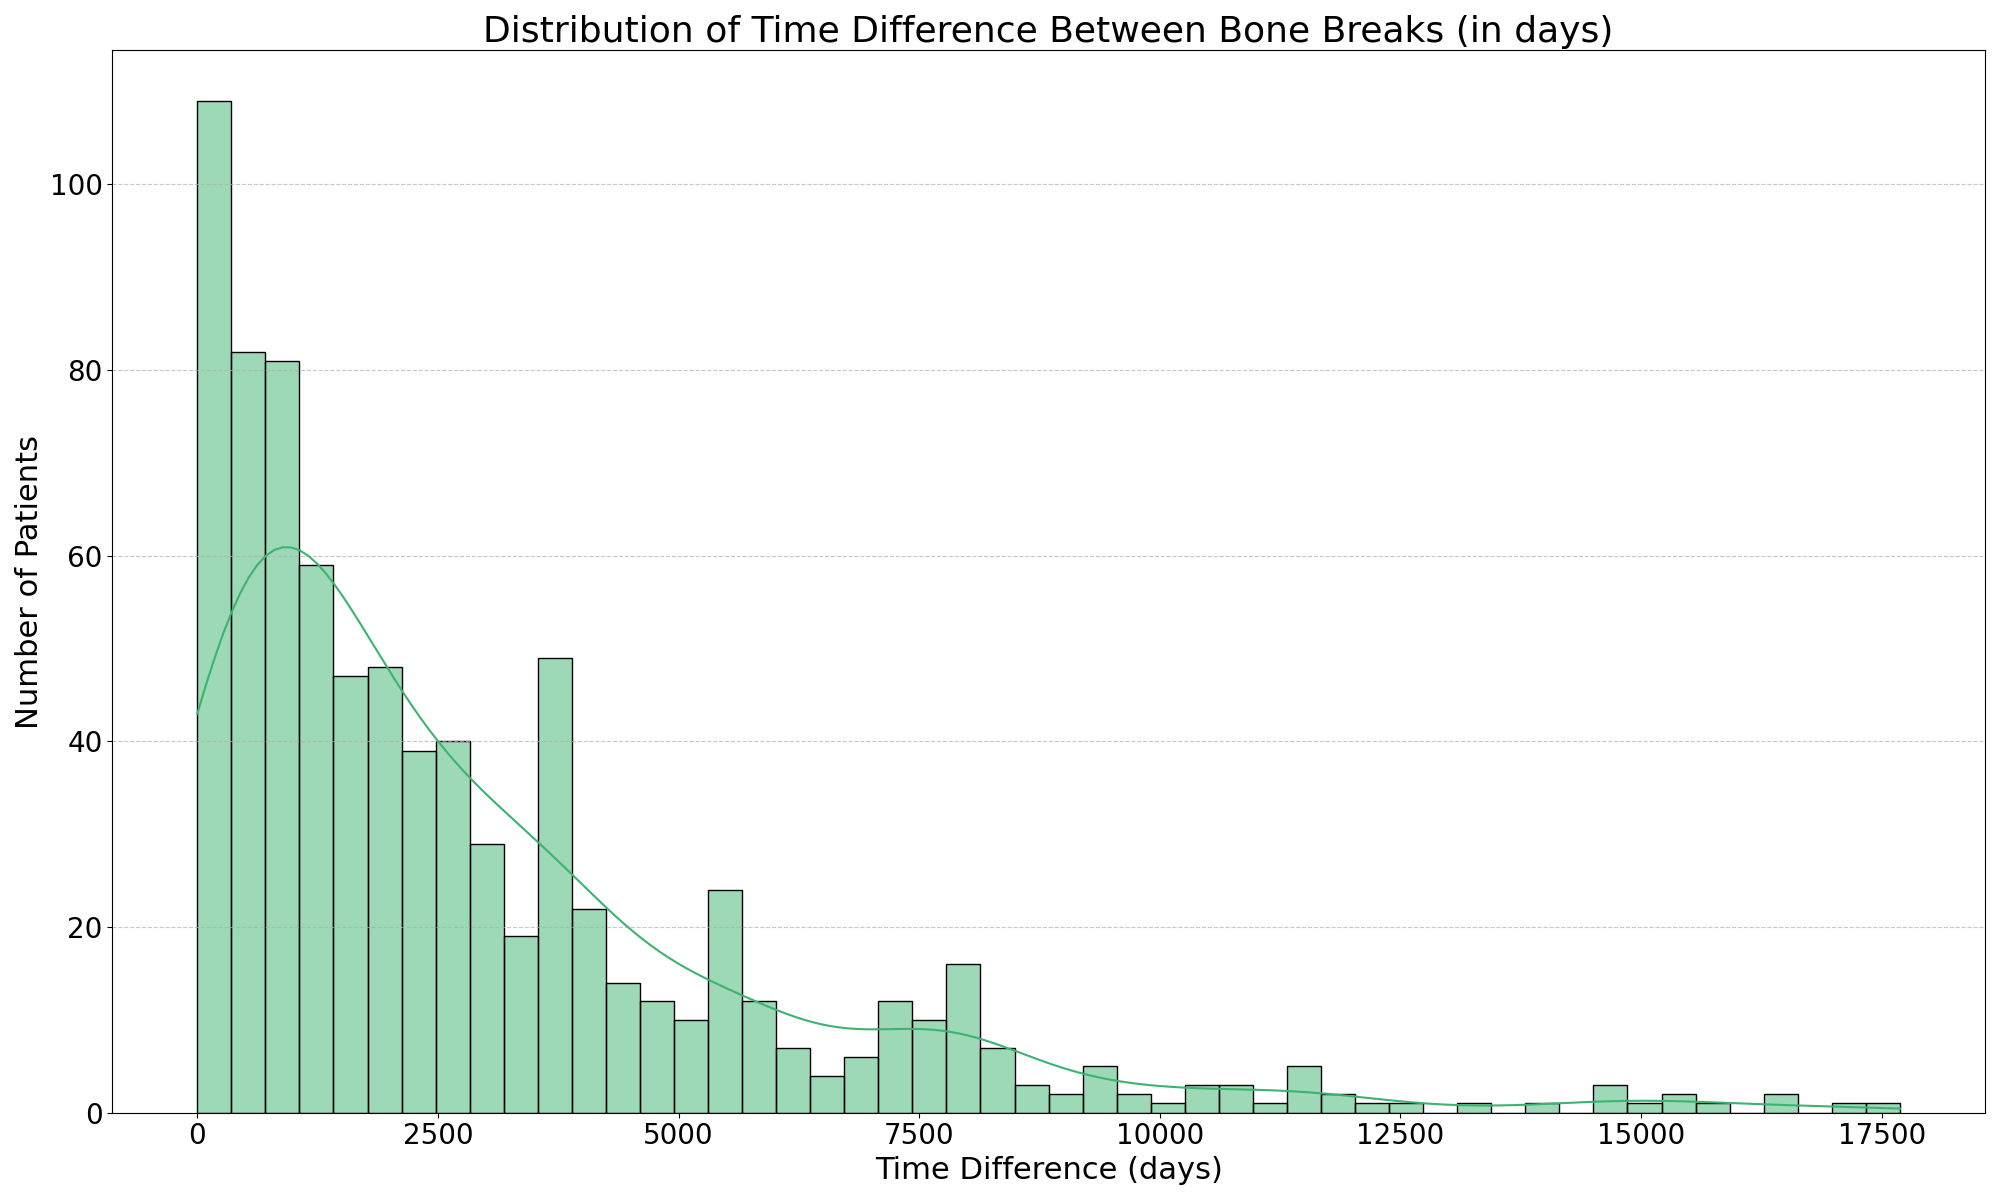 Distribution of Time Difference Between Bone Breaks (in days)
Number of Patients
100
80
60
40
20
0
0 2500 5000 7500 10000 12500 15000 17500
Time Difference (days)